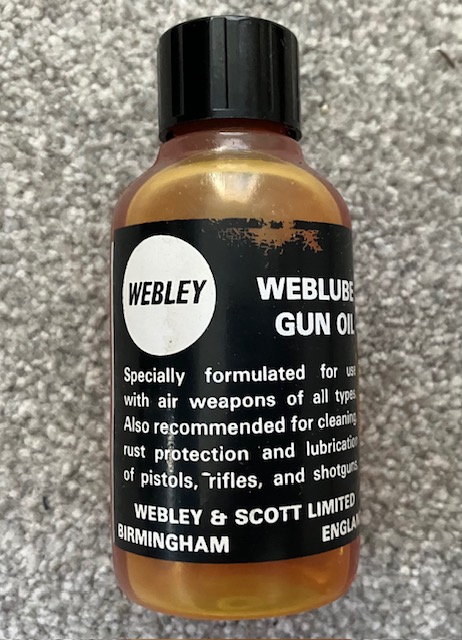 WEBLEY
WEBLUBE
GUN OIL
Specially formulated for use
with air weapons of all types.
Also recommended for cleaning,
rust protection and lubrication
of pistols, rifles, and shotguns.
WEBLEY & SCOTT LIMITED
BIRMINGHAM ENGLAN